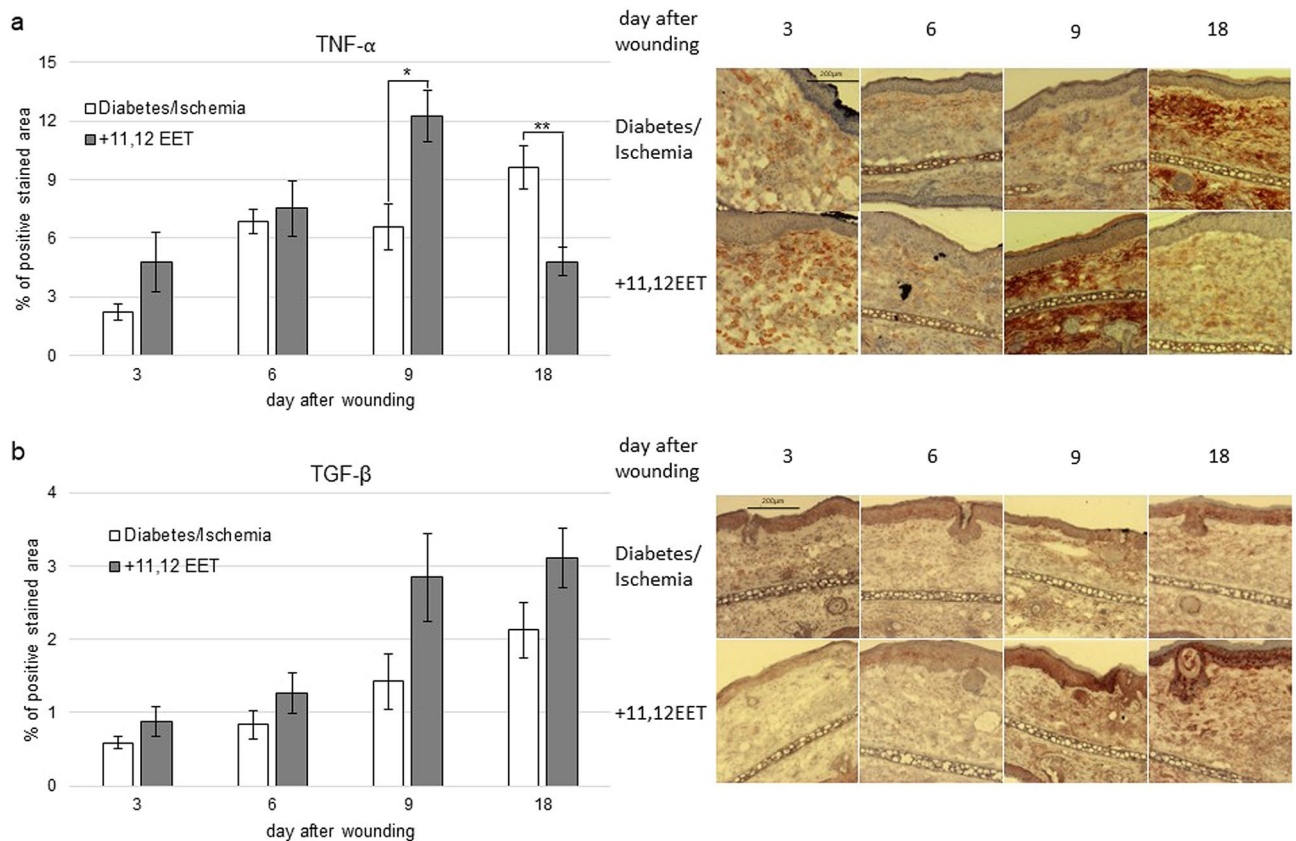 a
TNF-α
% of positive stained area
15
12
9
6
3
0
Diabetes/Ischemia
+11,12 EET
*
**
3 6 9 18
day after wounding
day after
wounding
3 6 9 18
200μm
Diabetes/
Ischemia
+11,12EET
b
TGF-β
% of positive stained area
4
3
2
1
0
Diabetes/Ischemia
+11,12 EET
3 6 9 18
day after wounding
day after
wounding
3 6 9 18
200μm
Diabetes/
Ischemia
+11,12EET